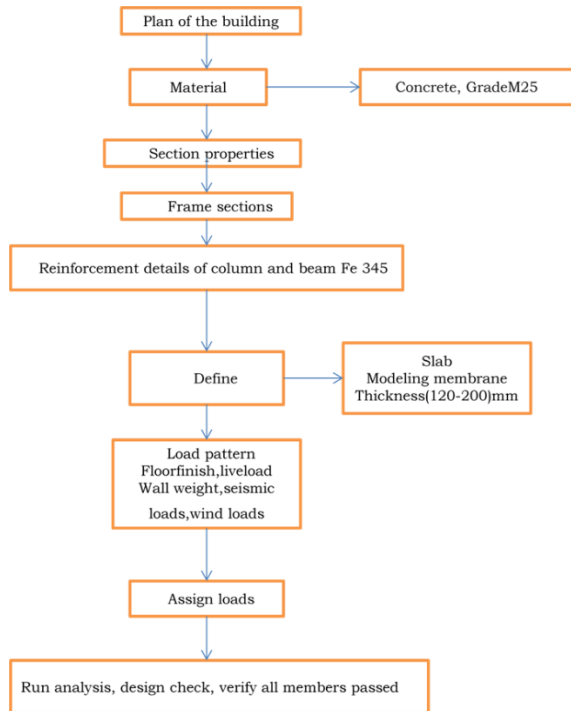 Plan of the building
Material
Concrete, GradeM25
Section properties
Frame sections
Reinforcement details of column and beam Fe 345
Define
Slab
Modeling membrane
Thickness(120-200)mm
Load pattern
Floorfinish,liveload
Wall weight,seismic
loads,wind loads
Assign loads
Run analysis, design check, verify all members passed